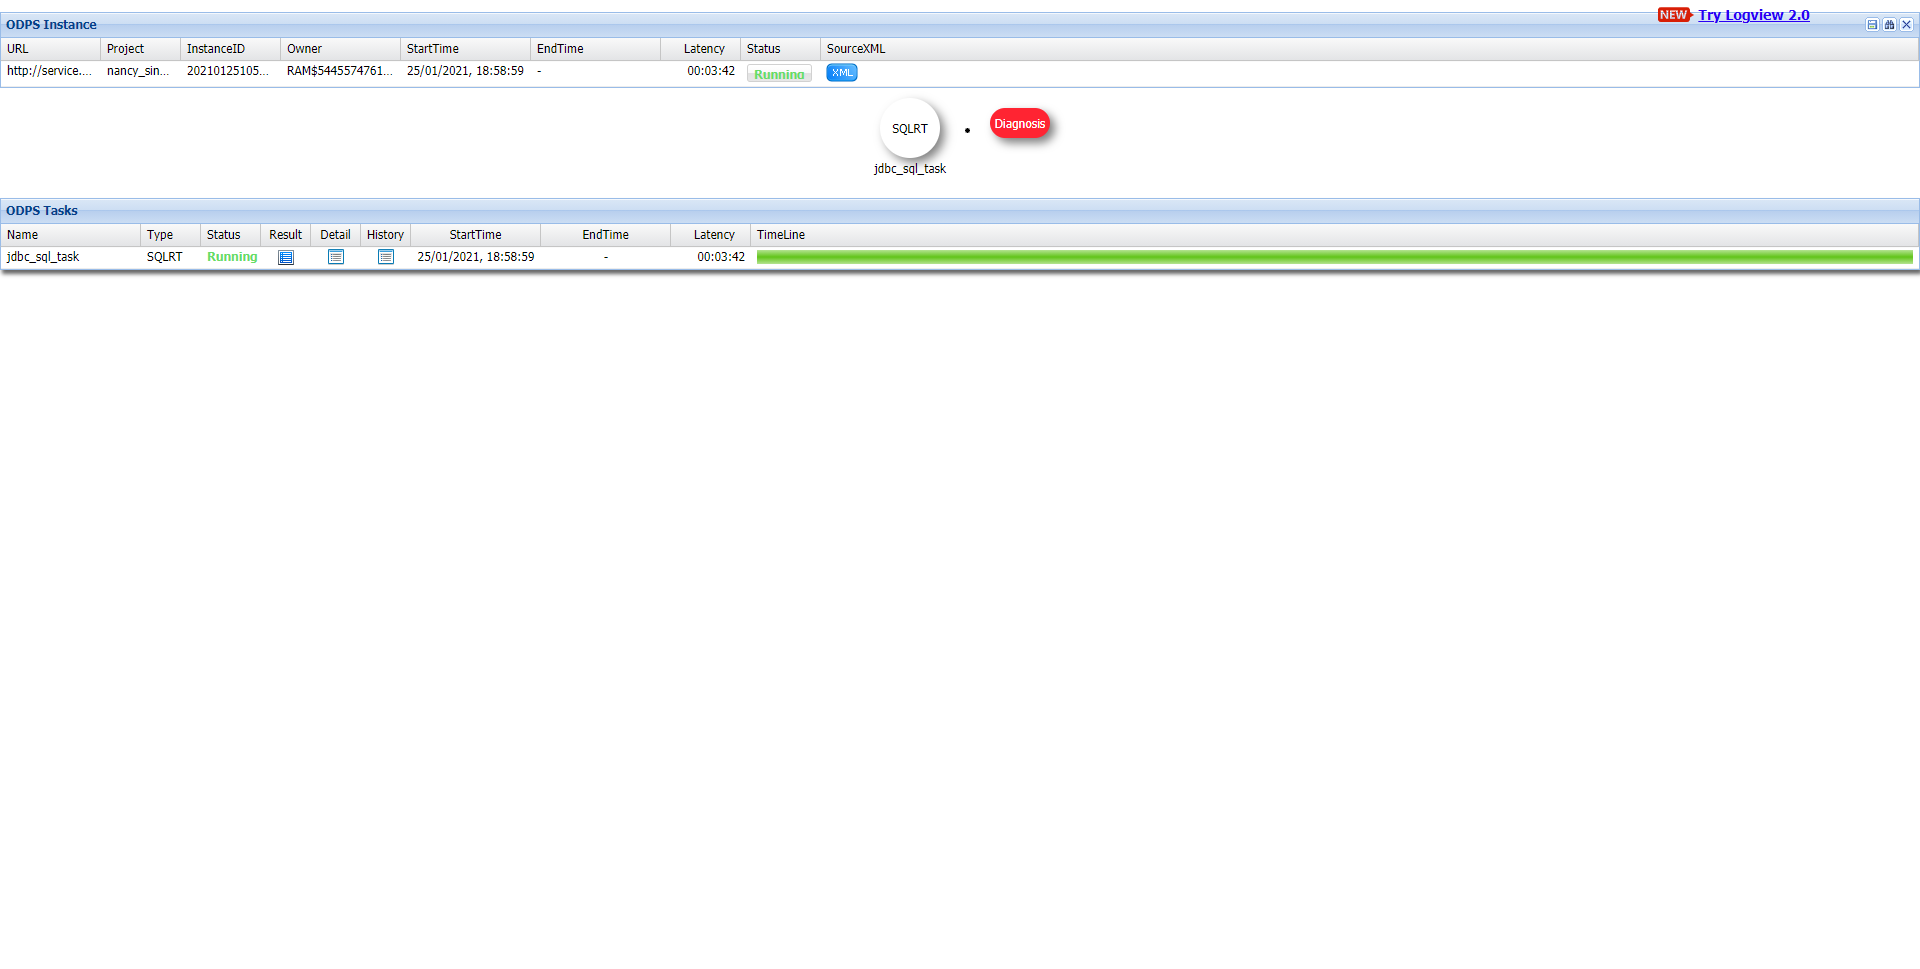 NEW Try Logview 2.0
ODPS Instance
URL Project InstanceID Owner StartTime EndTime Latency Status SourceXML
http://service.... nancy_sin... 20210125105... RAM$5445574761... 25/01/2021, 18:58:59 - 00:03:42 Running XML
SQLRT Diagnosis
jdbc_sql_task
ODPS Tasks
Name Type Status Result Detail History StartTime EndTime Latency TimeLine
jdbc_sql_task SQLRT Running 25/01/2021, 18:58:59 - 00:03:42